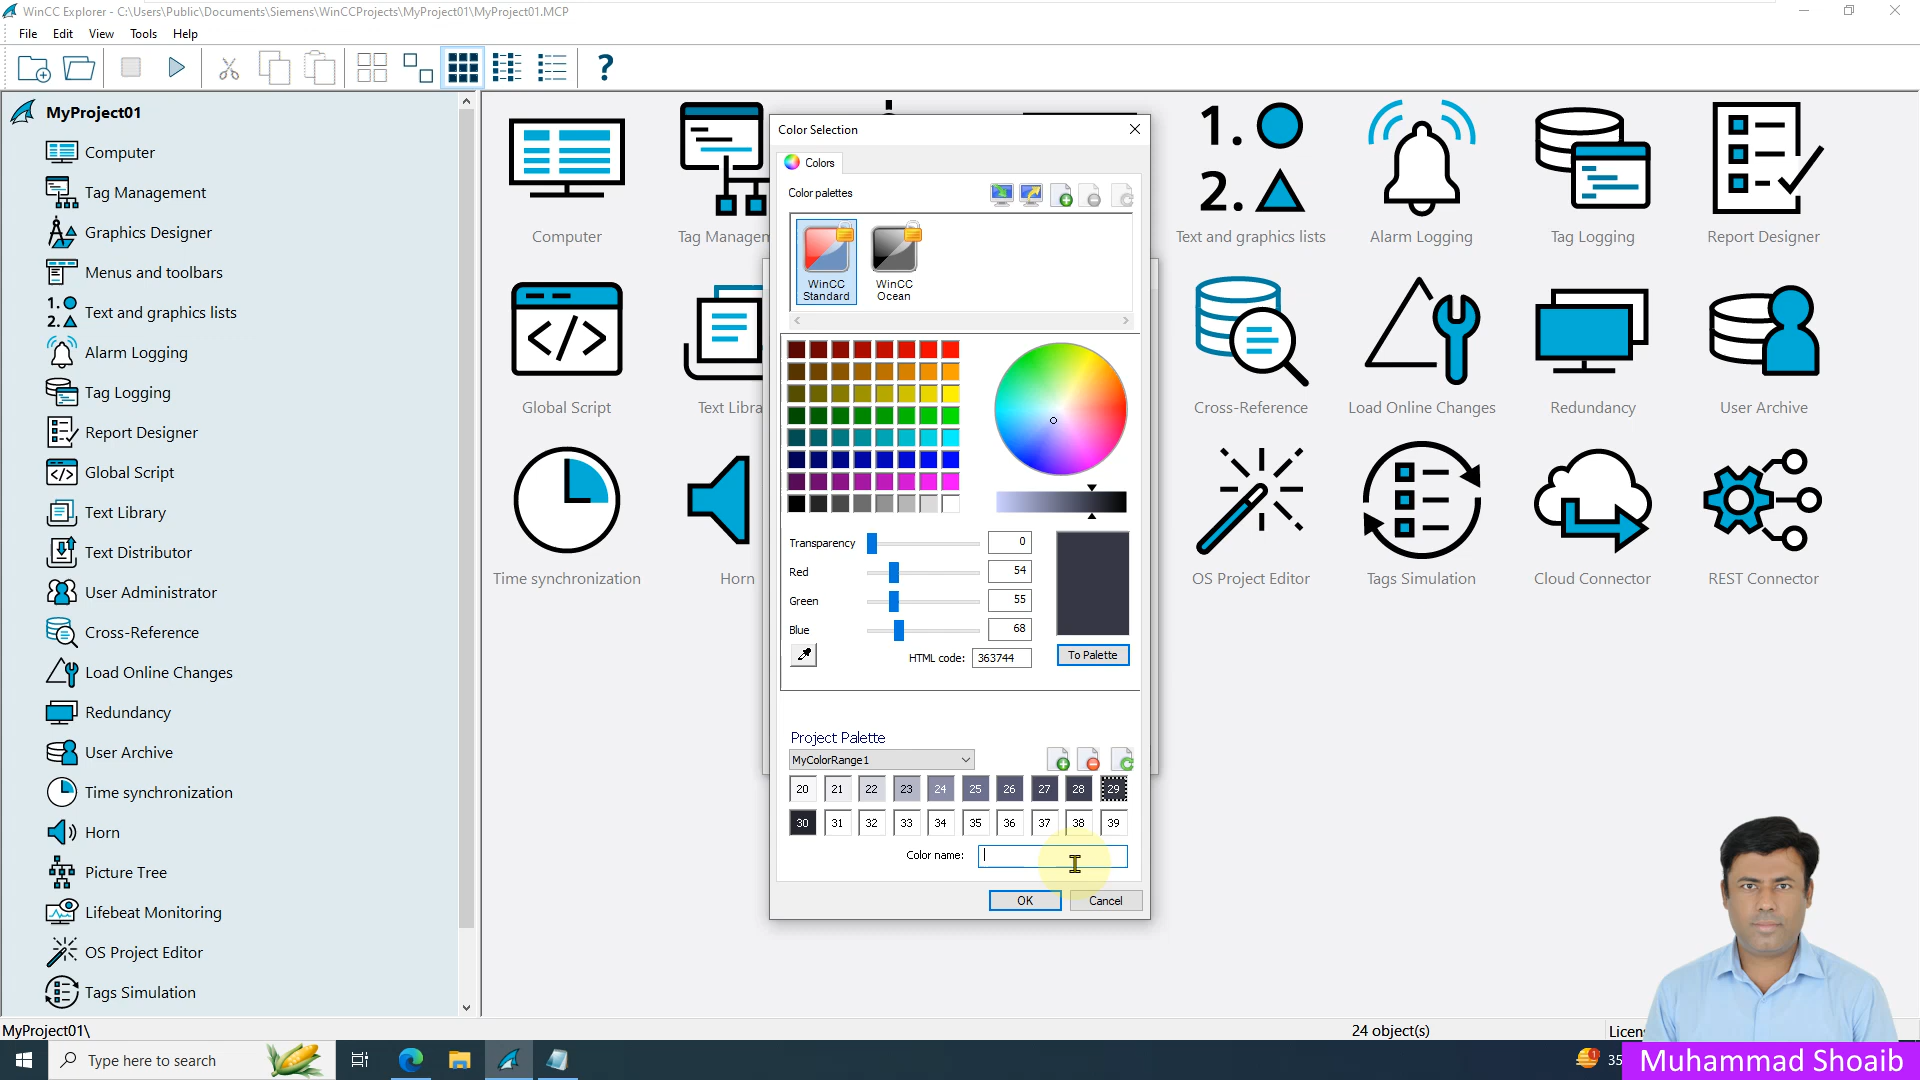 WinCC Explorer - C:\Users\Public\Documents\Siemens\WinCCProjects\MyProject01\MyProject01.MCP
File Edit View Tools Help
MyProject01
Computer
Tag Management
Graphics Designer
Menus and toolbars
Text and graphics lists
Alarm Logging
Tag Logging
Report Designer
Global Script
Text Library
Text Distributor
User Administrator
Cross-Reference
Load Online Changes
Redundancy
User Archive
Time synchronization
Horn
Picture Tree
Lifebeat Monitoring
OS Project Editor
Tags Simulation
Computer
Tag Managem
1.
2.
Text and graphics lists
Alarm Logging
Tag Logging
Report Designer
Global Script
Text Libra
Cross-Reference
Load Online Changes
Redundancy
User Archive
Time synchronization
Horn
OS Project Editor
Tags Simulation
Cloud Connector
REST Connector
Color Selection
Colors
Color palettes
WinCC Standard
WinCC Ocean
Transparency 0
Red 54
Green 55
Blue 68
HTML code: 363744
To Palette
Project Palette
MyColorRange1
20 21 22 23 24 25 26 27 28 29
30 31 32 33 34 35 36 37 38 39
Color name:
OK Cancel
MyProject01\
24 object(s)
Licen
Type here to search
35
Muhammad Shoaib